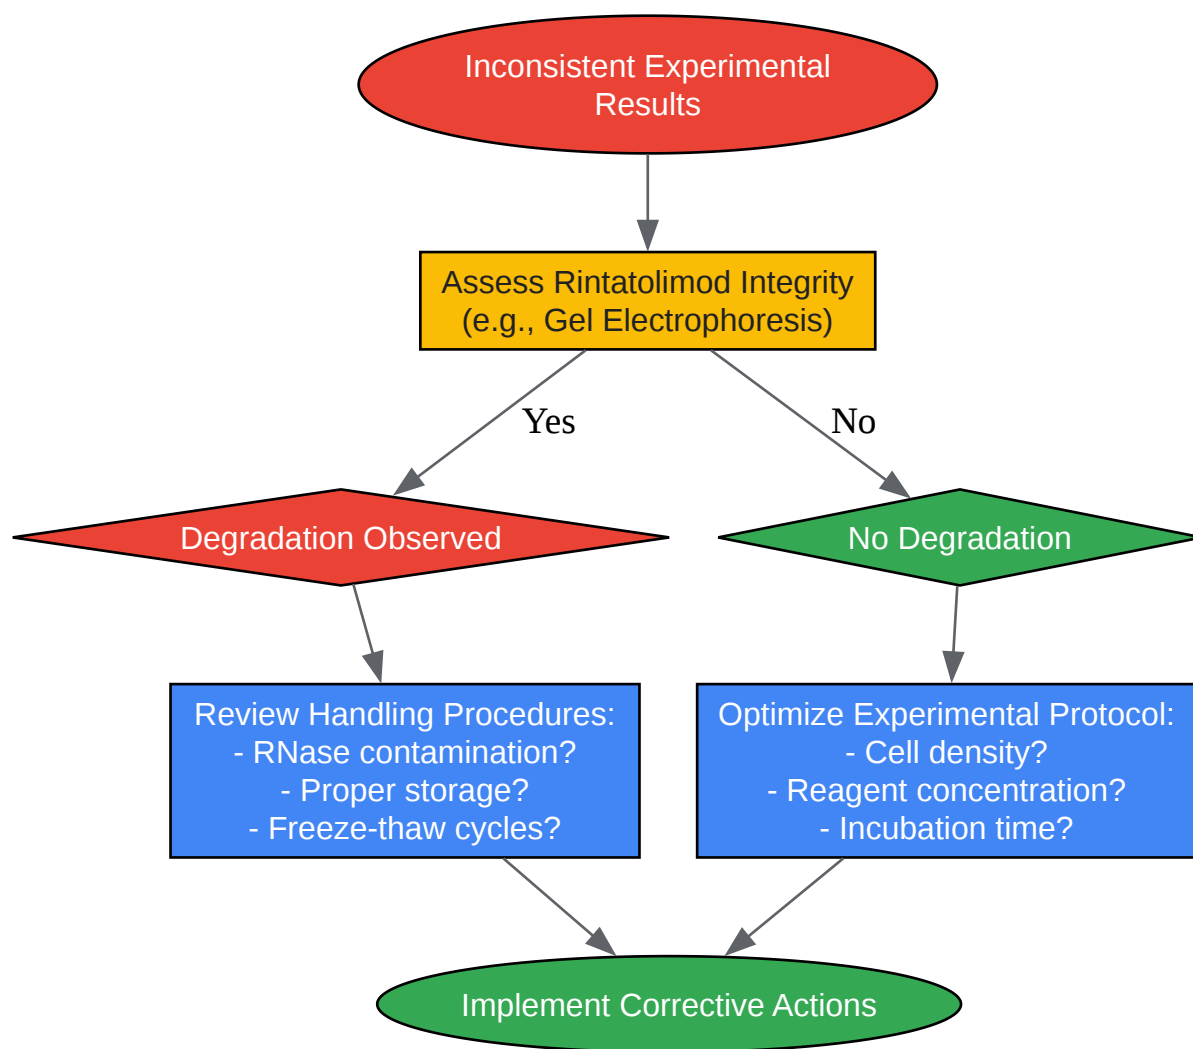 Inconsistent Experimental
Results
Assess Rintatolimod Integrity
(e.g., Gel Electrophoresis)
Yes
No
Degradation Observed
No Degradation
Review Handling Procedures:
- RNase contamination?
- Proper storage?
- Freeze-thaw cycles?
Optimize Experimental Protocol:
- Cell density?
- Reagent concentration?
- Incubation time?
Implement Corrective Actions